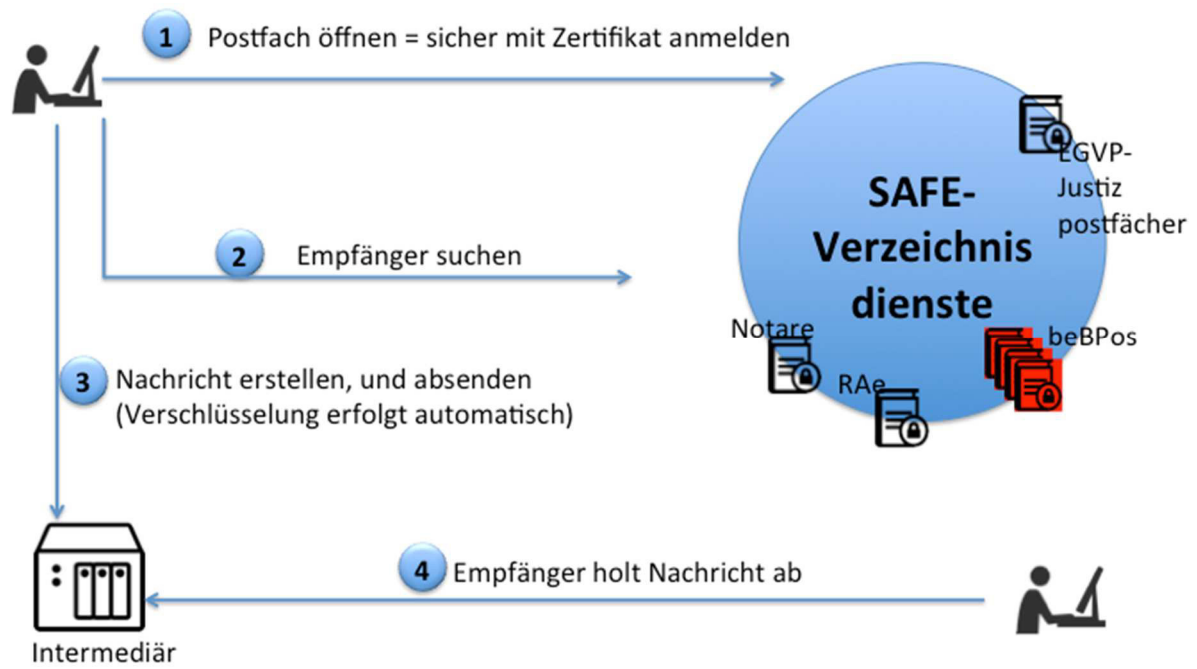 1 Postfach öffnen = sicher mit Zertifikat anmelden
EGVP-
Justiz
postfächer
SAFE-
Verzeichnis
dienste
2 Empfänger suchen
Notare
beBPos
RAe
3 Nachricht erstellen, und absenden
(Verschlüsselung erfolgt automatisch)
4 Empfänger holt Nachricht ab
Intermediär